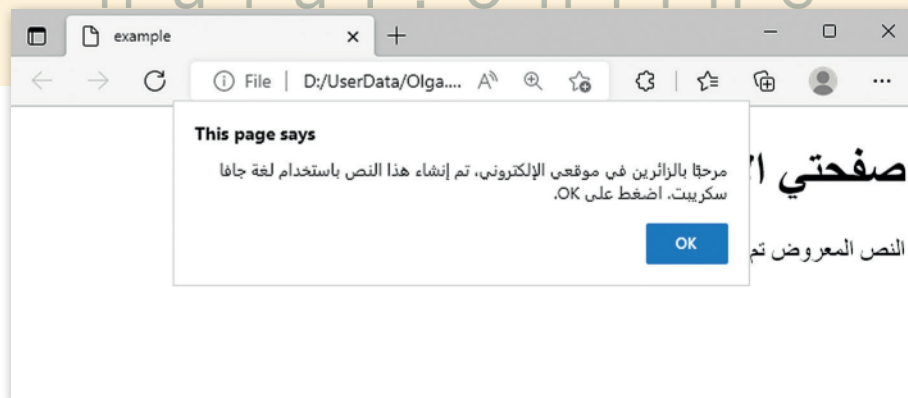 example
File | D:/UserData/Olga....
This page says
مرحبًا بالزائرين في موقعي الإلكتروني، تم إنشاء هذا النص باستخدام لغة جافا
سكريبت. اضغط على OK.
OK
صفحتي
النص المعروض تم